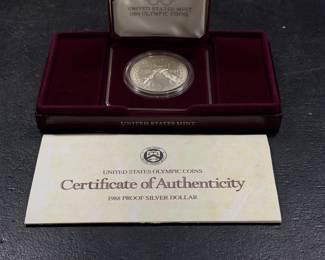 UNITED STATES MINT
1988 OLYMPIC COINS
UNITED STATES MINT
UNITED STATES OLYMPIC COINS
Certificate of Authenticity
1988 PROOF SILVER DOLLAR